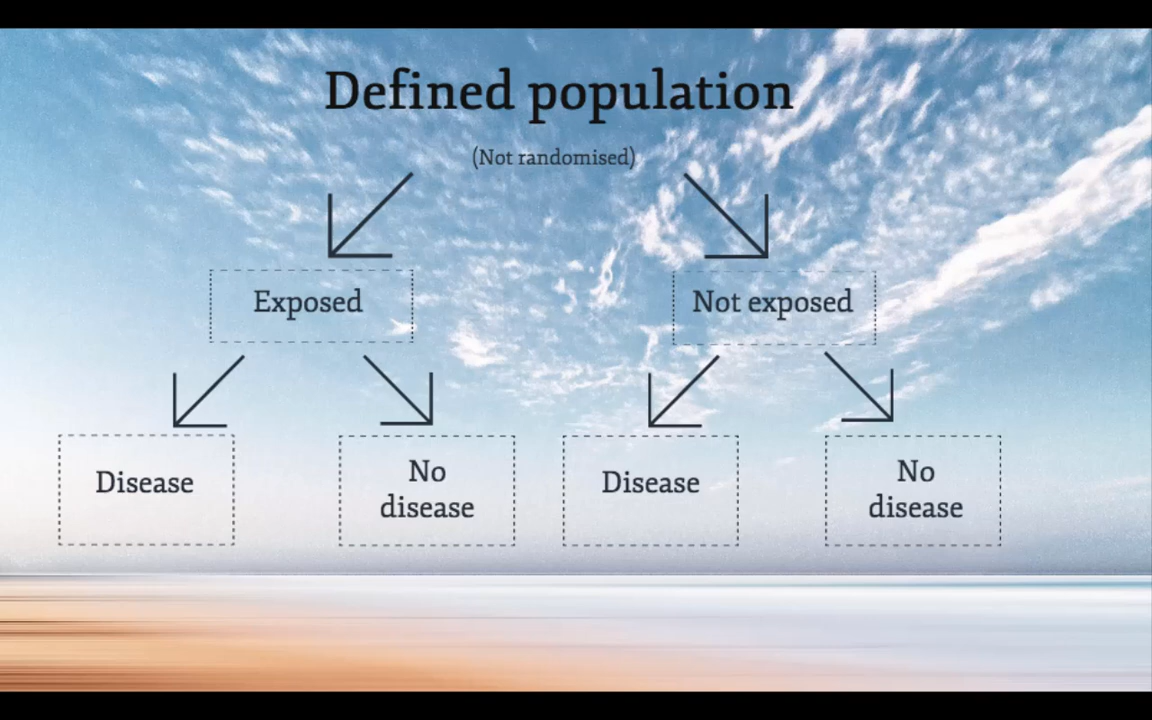 Defined population
(Not randomised)
Exposed
Not exposed
Disease
No
disease
Disease
No
disease